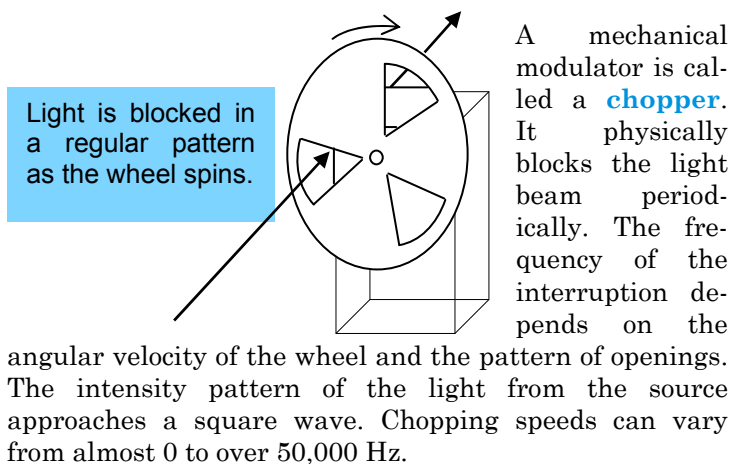 Light is blocked in
a regular pattern
as the wheel spins.
A mechanical
modulator is cal-
led a chopper.
It physically
blocks the light
beam period-
ically. The fre-
quency of the
interruption de-
pends on the
angular velocity of the wheel and the pattern of openings.
The intensity pattern of the light from the source
approaches a square wave. Chopping speeds can vary
from almost 0 to over 50,000 Hz.